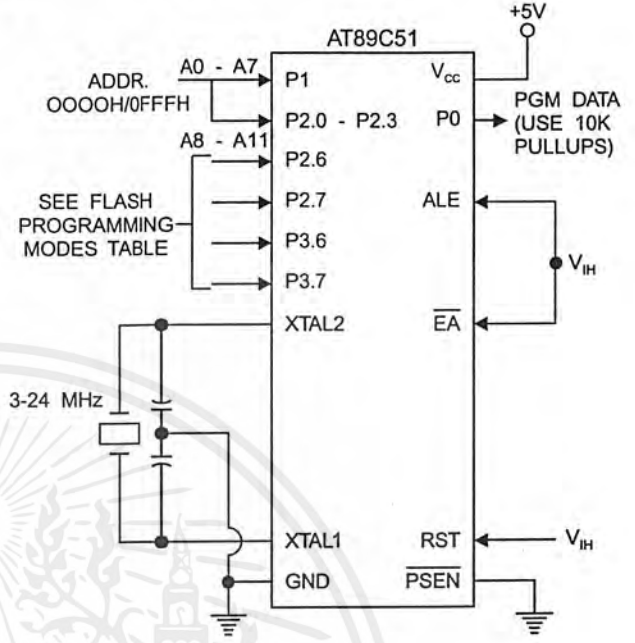 +5V
AT89C51
A0 - A7
ADDR.
OOOOH/0FFFH
P1
Vcc
P2.0 - P2.3
P0
PGM DATA
(USE 10K
PULLUPS)
A8 - A11
P2.6
SEE FLASH
PROGRAMMING
MODES TABLE
P2.7
ALE
P3.6
P3.7
VIH
XTAL2
EA
3-24 MHz
XTAL1
RST
VIH
GND
PSEN